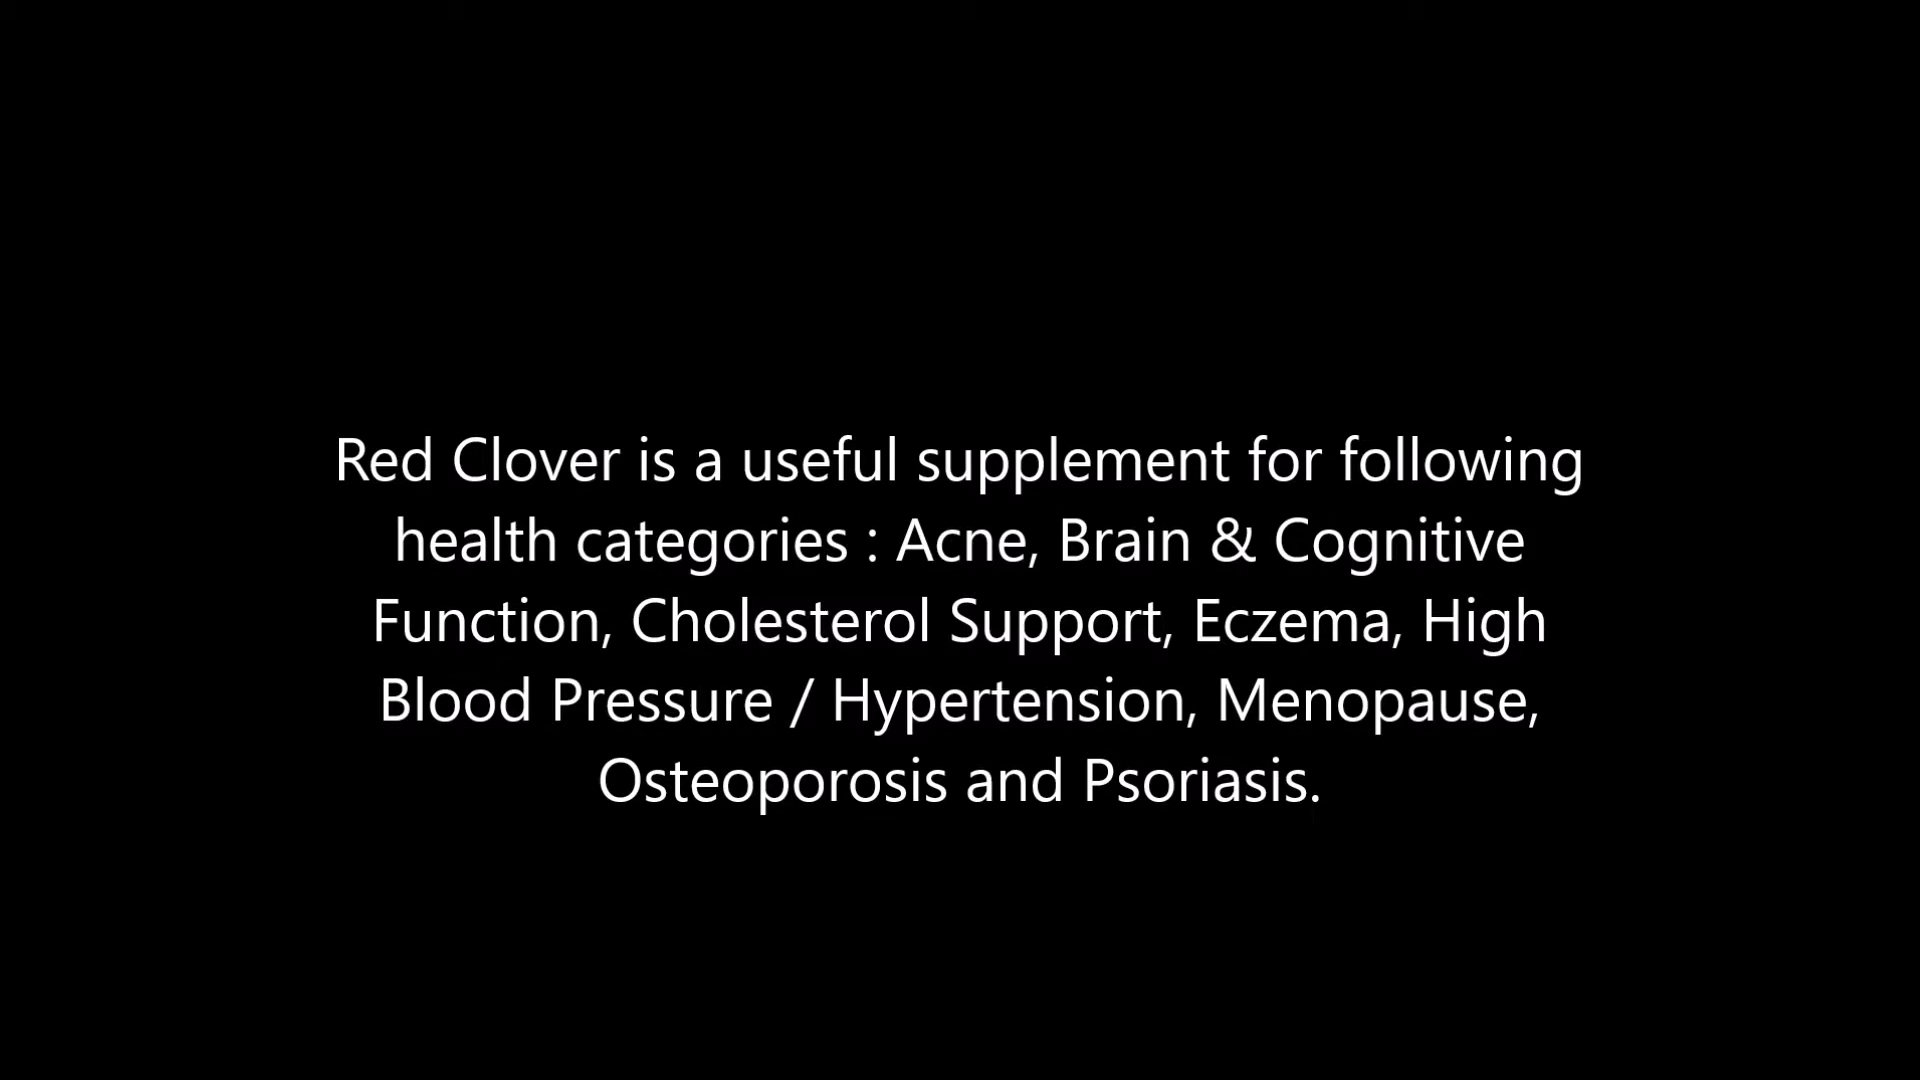 Red Clover is a useful supplement for following
health categories : Acne, Brain & Cognitive
Function, Cholesterol Support, Eczema, High
Blood Pressure / Hypertension, Menopause,
Osteoporosis and Psoriasis.